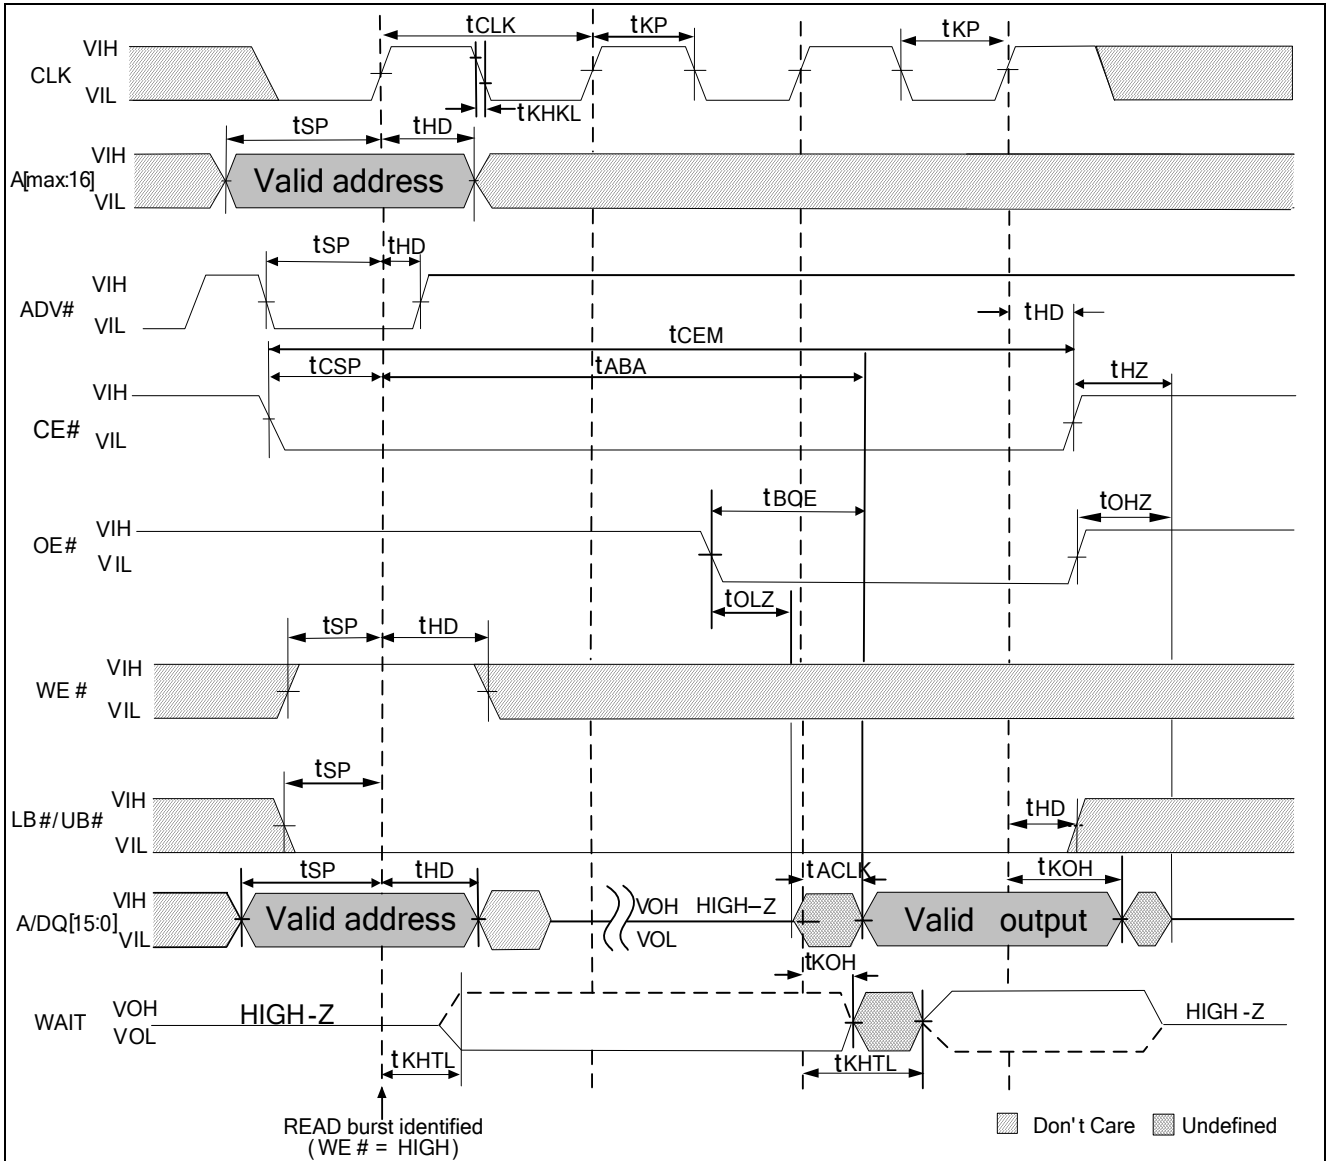 tCLK
tKP
tKP
VIH
CLK
VIL
tKHKL
tSP
tHD
VIH
A[max:16]
VIL
Valid address
tSP
tHD
VIH
ADV#
VIL
tHD
tCEM
tCSP
tABA
tHZ
VIH
CE#
VIL
tBOE
tOHZ
VIH
OE#
VIL
tOLZ
tSP
tHD
VIH
WE #
VIL
tSP
VIH
LB#/UB#
VIL
tHD
tSP
tHD
tACLK
tKOH
VIH
A/DQ[15:0]
VIL
Valid address
VOH
HIGH-Z
VOL
Valid output
tKOH
VOH
WAIT
VOL
HIGH-Z
HIGH-Z
tKHTL
tKHTL
READ burst identified
(WE # = HIGH)
Don't Care
Undefined